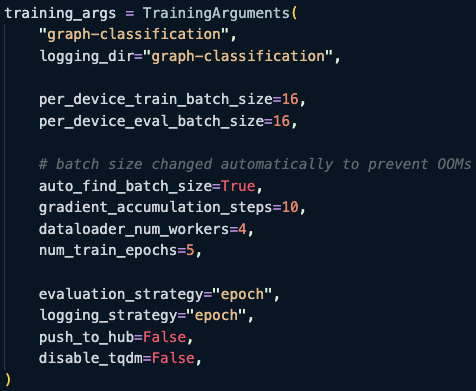 training_args = TrainingArguments(
    "graph-classification",
    logging_dir="graph-classification",

    per_device_train_batch_size=16,
    per_device_eval_batch_size=16,

    # batch size changed automatically to prevent OOMs
    auto_find_batch_size=True,
    gradient_accumulation_steps=10,
    dataloader_num_workers=4,
    num_train_epochs=5,

    evaluation_strategy="epoch",
    logging_strategy="epoch",
    push_to_hub=False,
    disable_tqdm=False,
)